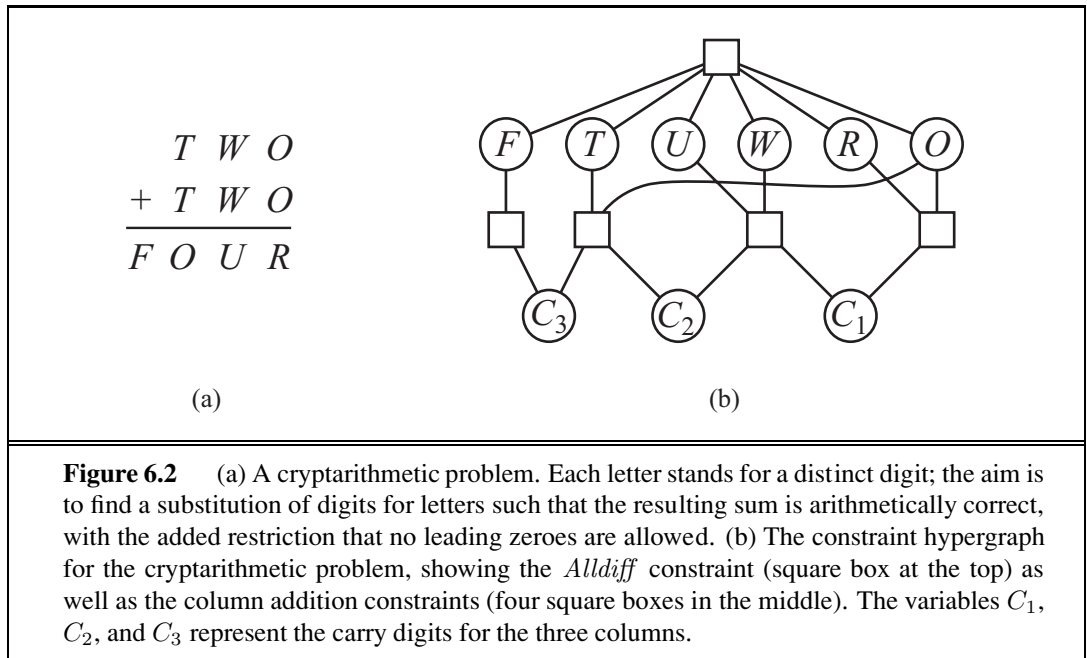 T W O
+ T W O
F O U R
(a)
F T U W R O
C3 C2 C1
(b)
Figure 6.2 (a) A cryptarithmetic problem. Each letter stands for a distinct digit; the aim is
to find a substitution of digits for letters such that the resulting sum is arithmetically correct,
with the added restriction that no leading zeroes are allowed. (b) The constraint hypergraph
for the cryptarithmetic problem, showing the Alldiff constraint (square box at the top) as
well as the column addition constraints (four square boxes in the middle). The variables C1,
C2, and C3 represent the carry digits for the three columns.